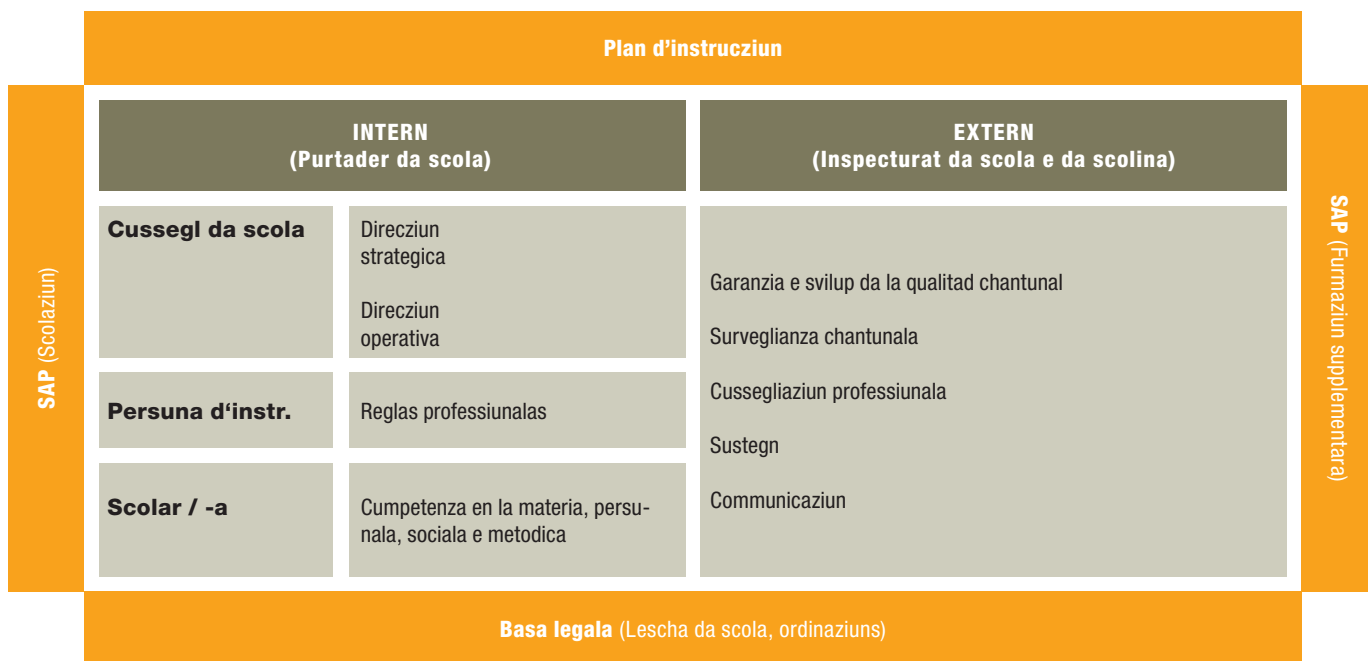 Plan d’instrucziun
SAP (Scolaziun)
INTERN
(Purtader da scola)
EXTERN
(Inspecturat da scola e da scolina)
Cussegl da scola
Direcziun
strategica
Direcziun
operativa
Persuna d‘instr.
Reglas professiunalas
Scolar / -a
Cumpetenza en la materia, persu-
nala, sociala e metodica
Garanzia e svilup da la qualitad chantunal
Surveglianza chantunala
Cussegliaziun professiunala
Sustegn
Communicaziun
SAP (Furmaziun supplementara)
Basa legala (Lescha da scola, ordinaziuns)